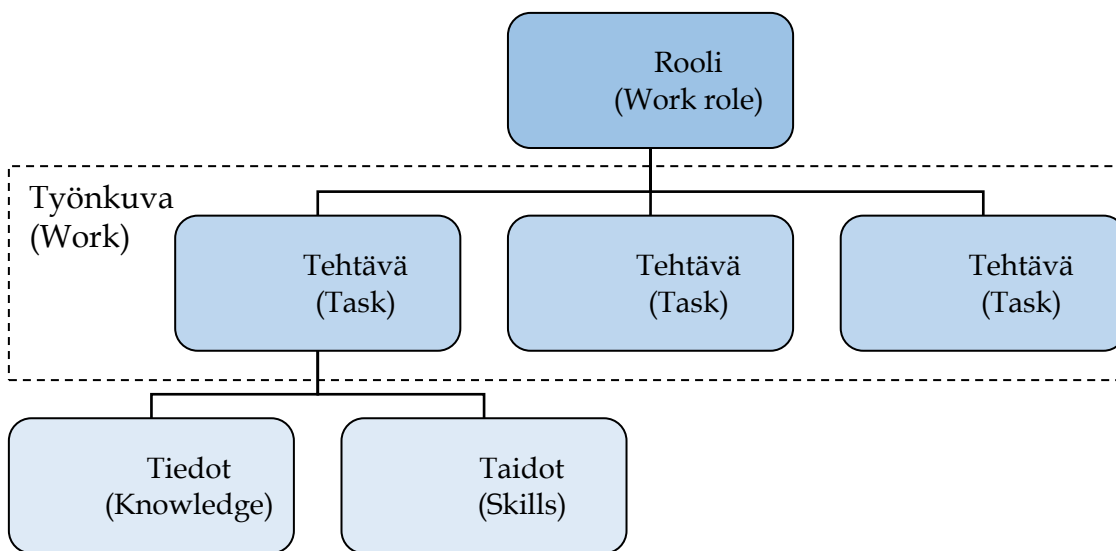 Rooli
(Work role)
Työnkuva
(Work)
Tehtävä
(Task)
Tehtävä
(Task)
Tehtävä
(Task)
Tiedot
(Knowledge)
Taidot
(Skills)